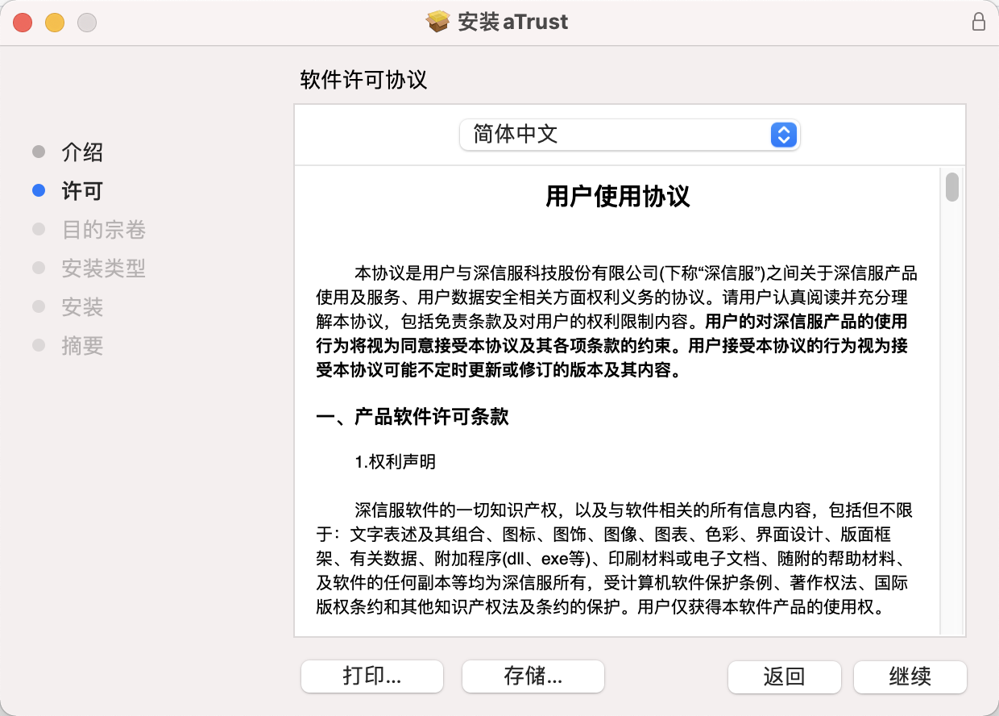 安装 aTrust
软件许可协议
介绍
许可
目的宗卷
安装类型
安装
摘要
简体中文
用户使用协议
本协议是用户与深信服科技股份有限公司(下称“深信服”)之间关于深信服产品
使用及服务、用户数据安全相关方面权利义务的协议。请用户认真阅读并充分理
解本协议，包括免责条款及对用户的权利限制内容。用户的对深信服产品的使用
行为将视为同意接受本协议及其各项条款的约束。用户接受本协议的行为视为接
受本协议可能不定时更新或修订的版本及其内容。
一、产品软件许可条款
1.权利声明
深信服软件的一切知识产权，以及与软件相关的所有信息内容，包括但不限
于：文字表述及其组合、图标、图饰、图像、图表、色彩、界面设计、版面框
架、有关数据、附加程序(dll、exe等)、印刷材料或电子文档、随附的帮助材料、
及软件的任何副本等均为深信服所有，受计算机软件保护条例、著作权法、国际
版权条约和其他知识产权法及条约的保护。用户仅获得本软件产品的使用权。
打印...
存储...
返回
继续